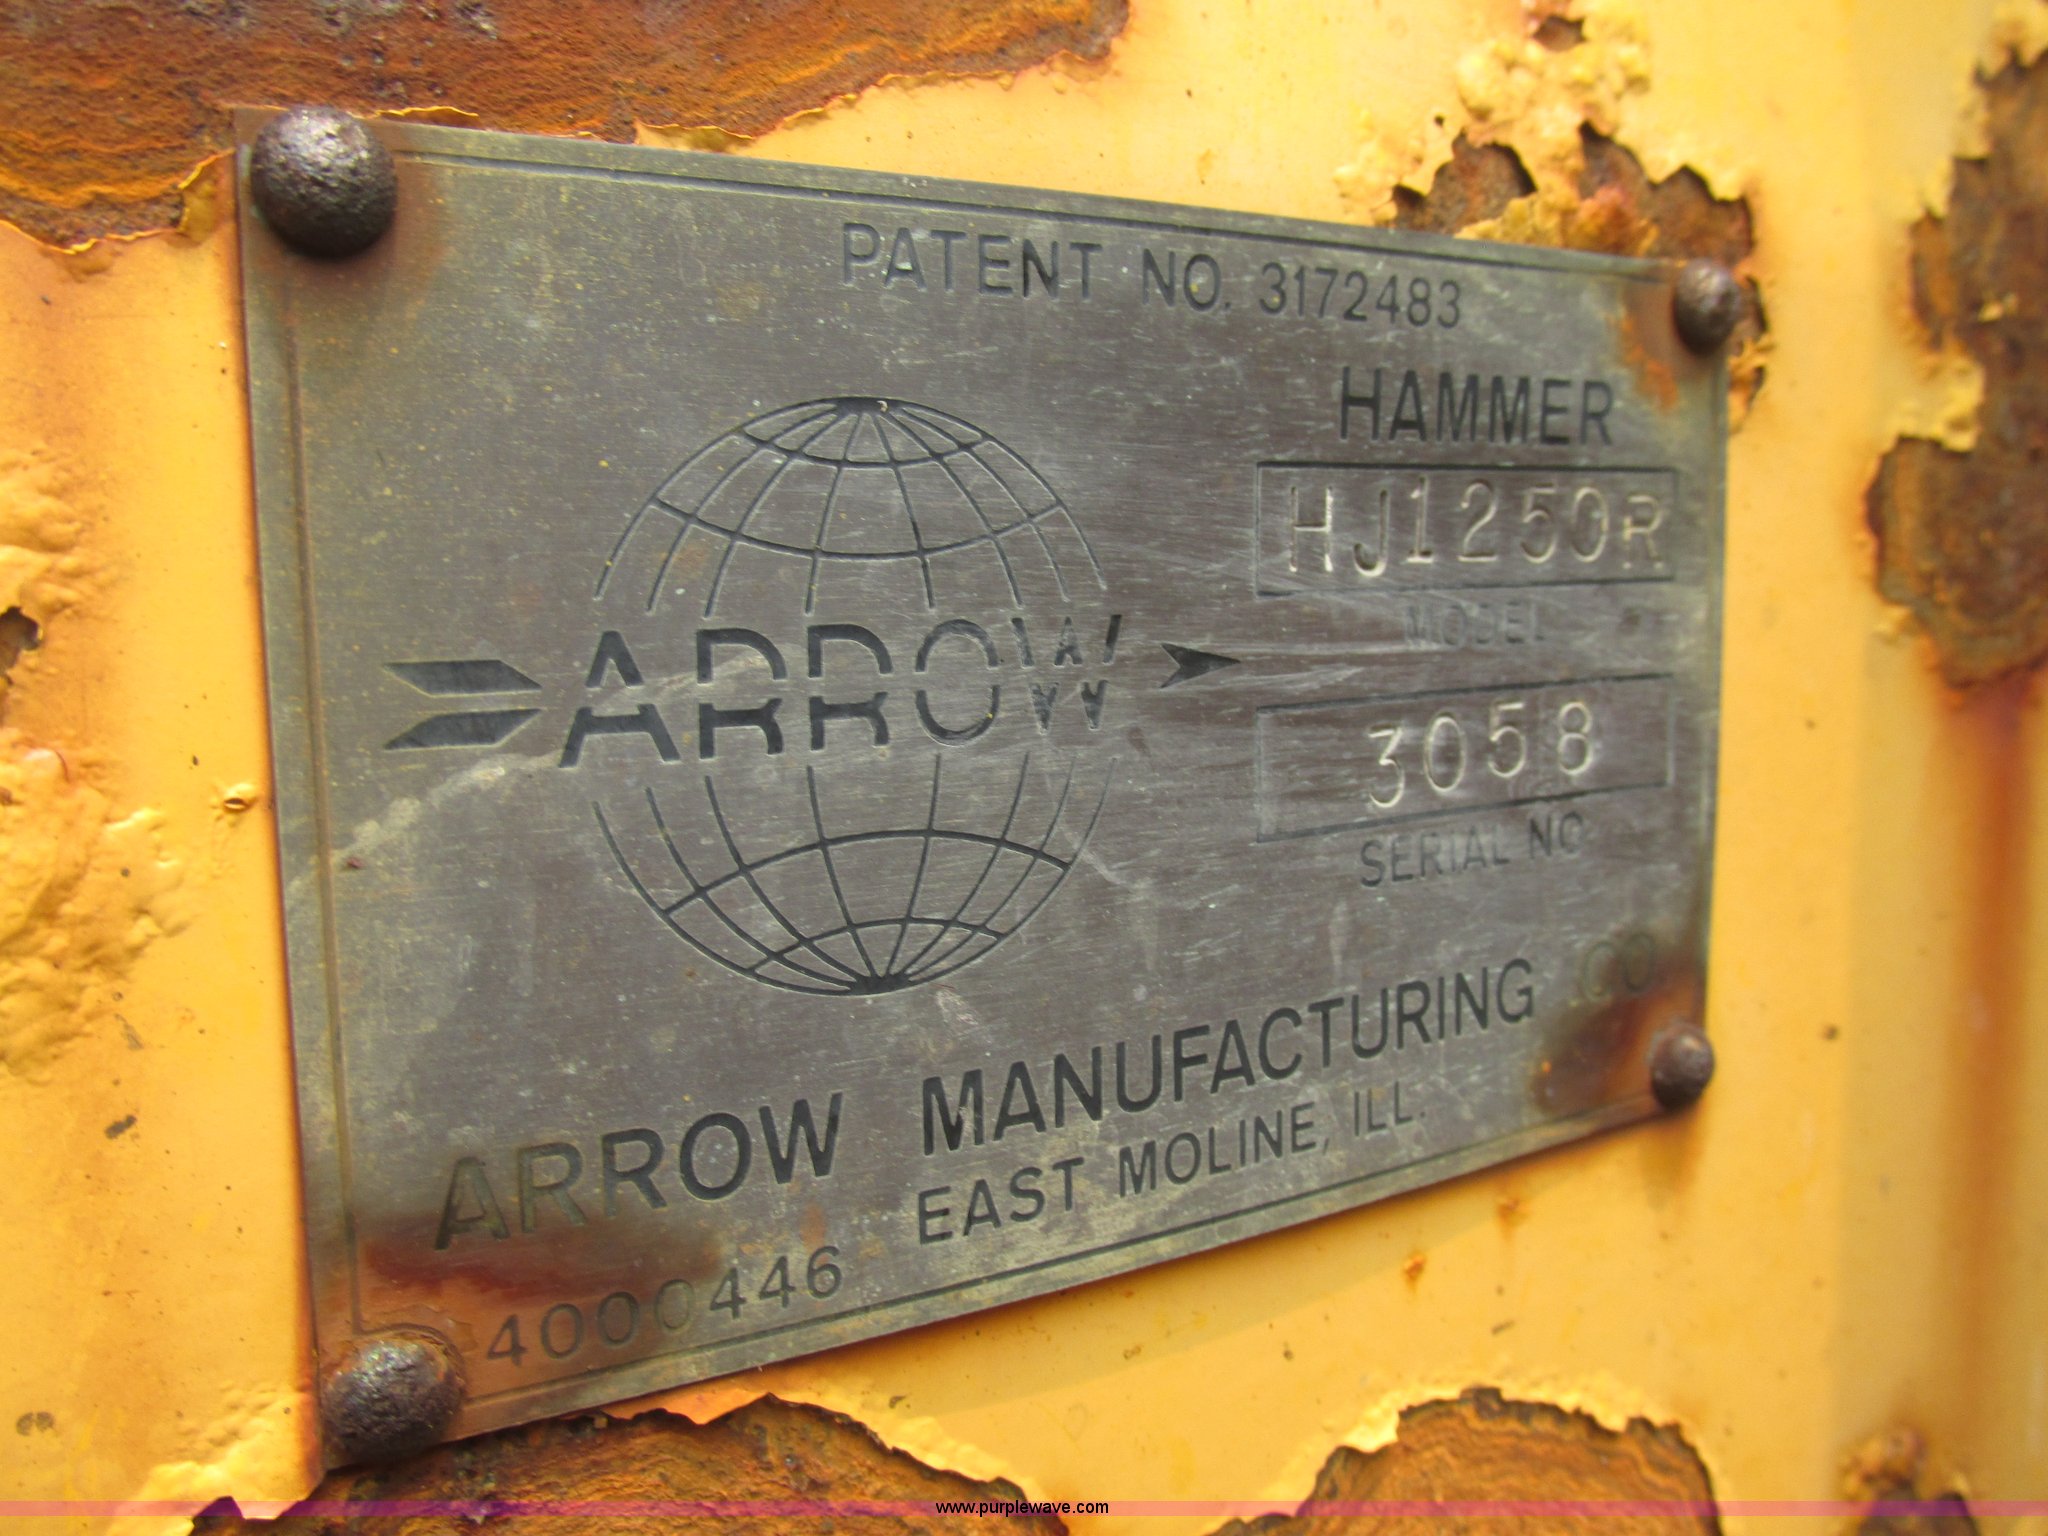 PATENT NO. 3172483
HAMMER
HJ1250R
MODEL
ARROW
3058
SERIAL NO
ARROW MANUFACTURING CO
EAST MOLINE, ILL.
4000446
www.purplewave.com